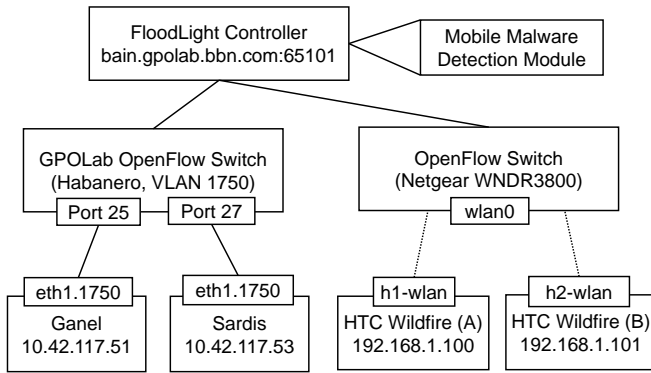 FloodLight Controller
bain.gpolab.bbn.com:65101
Mobile Malware
Detection Module
GPOLab OpenFlow Switch
(Habanero, VLAN 1750)
Port 25
Port 27
OpenFlow Switch
(Netgear WNDR3800)
wlan0
eth1.1750
Ganel
10.42.117.51
eth1.1750
Sardis
10.42.117.53
h1-wlan
HTC Wildfire (A)
192.168.1.100
h2-wlan
HTC Wildfire (B)
192.168.1.101